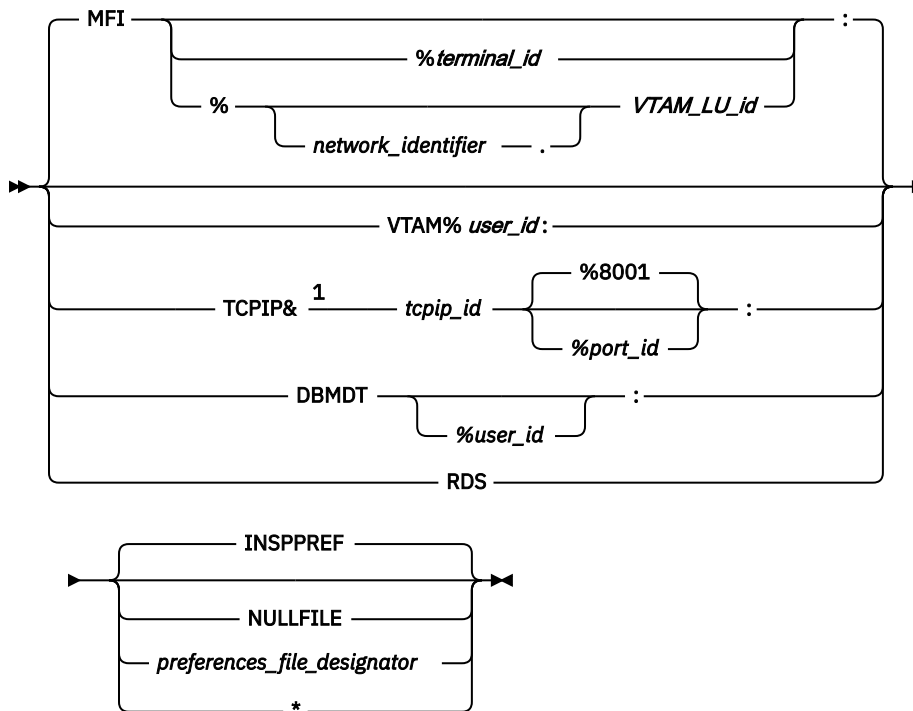 MFI :
%terminal_id
% VTAM_LU_id
network_identifier .
VTAM% user_id:
%8001
TCPIP& 1 tcpip_id :
%port_id
DBMDT :
%user_id
RDS
INSPPREF
NULLFILE
preferences_file_designator
*